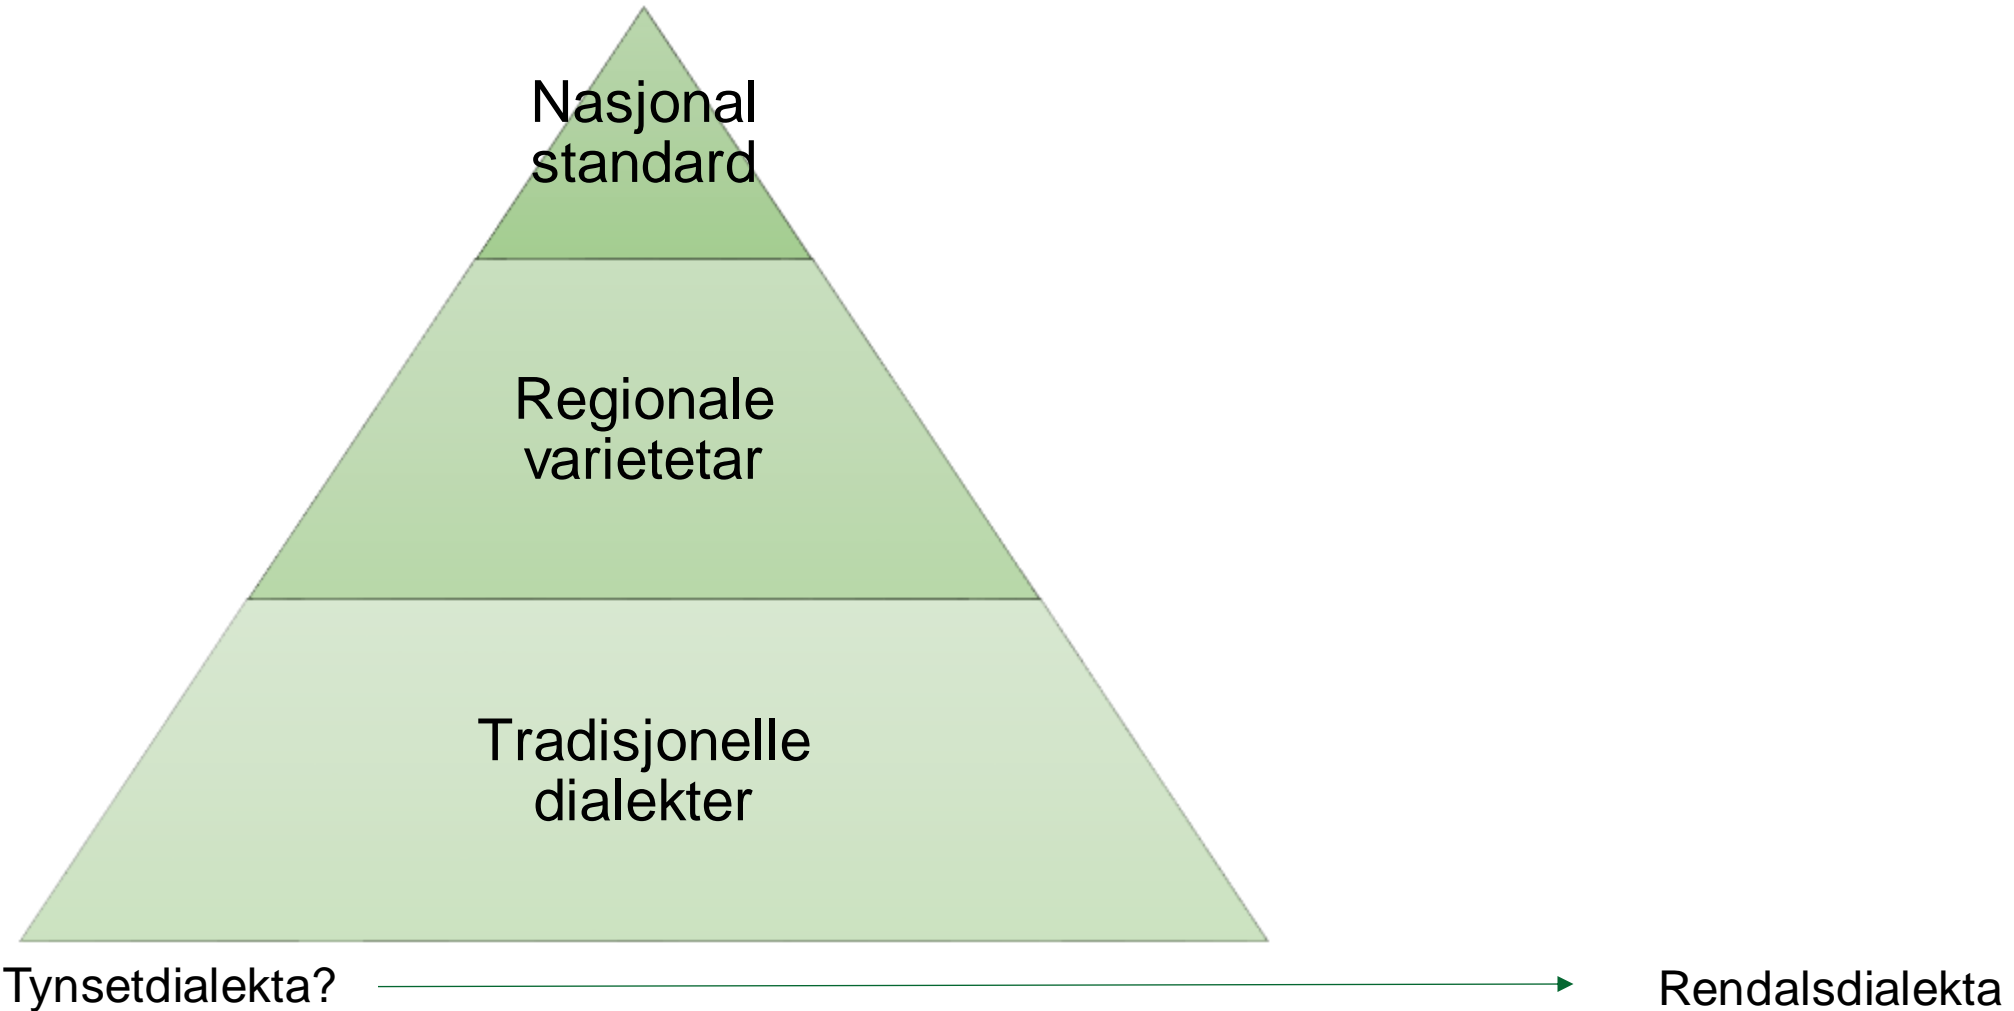 Nasjonal
standard
Regionale
varietetar
Tradisjonelle
dialekter
Tynsetdialekta?
Rendalsdialekta